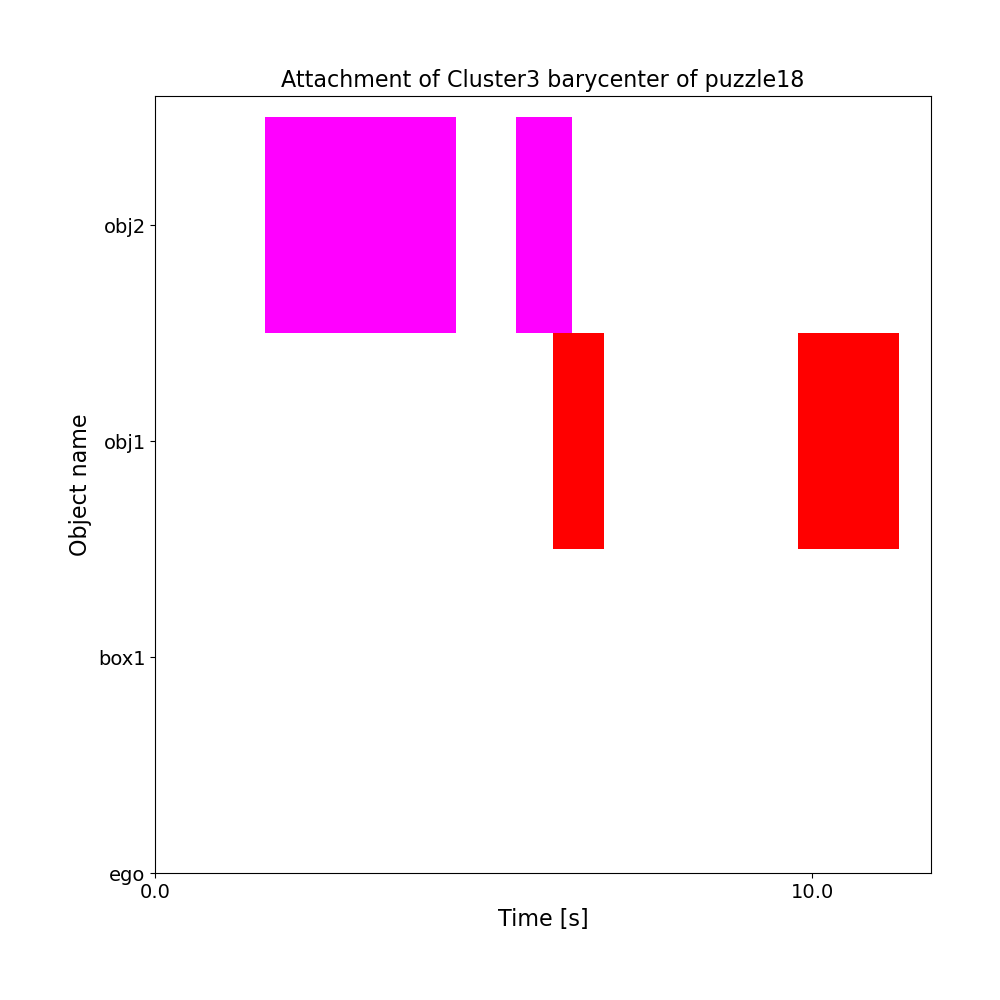 Attachment of Cluster3 barycenter of puzzle18
obj2
obj1
box1
ego
Object name
0.0
10.0
Time [s]